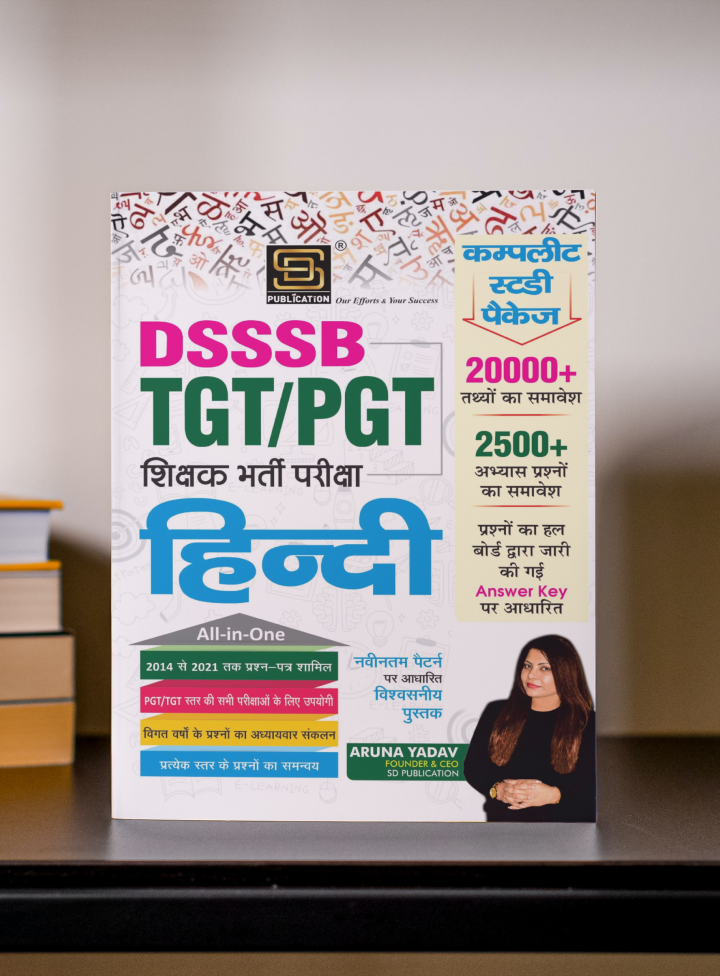 SD
PUBLICATION
®
Our Efforts & Your Success
DSSSB
TGT/PGT
शिक्षक भर्ती परीक्षा
हिन्दी
कम्पलीट
स्टडी
पैकेज
20000+
तथ्यों का समावेश
2500+
अभ्यास प्रश्नों
का समावेश
प्रश्नों का हल
बोर्ड द्वारा जारी
की गई
Answer Key
पर आधारित
All-in-One
2014 से 2021 तक प्रश्न–पत्र शामिल
PGT/TGT स्तर की सभी परीक्षाओं के लिए उपयोगी
विगत वर्षो के प्रश्नों का अध्यायवार संकलन
प्रत्येक स्तर के प्रश्नों का समन्वय
नवीनतम पैटर्न
पर आधारित
विश्वसनीय
पुस्तक
ARUNA YADAV
FOUNDER & CEO
SD PUBLICATION
E-LEARNING